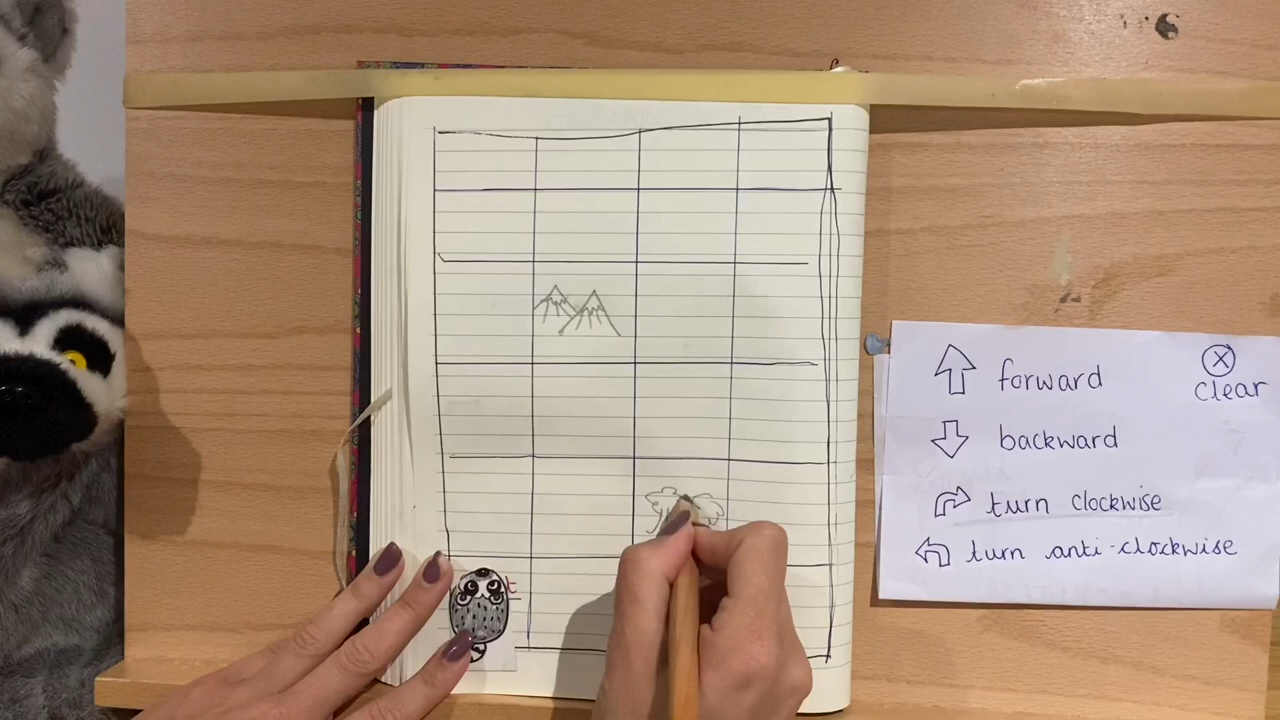 forward
clear
backward
turn clockwise
turn anti-clockwise
t